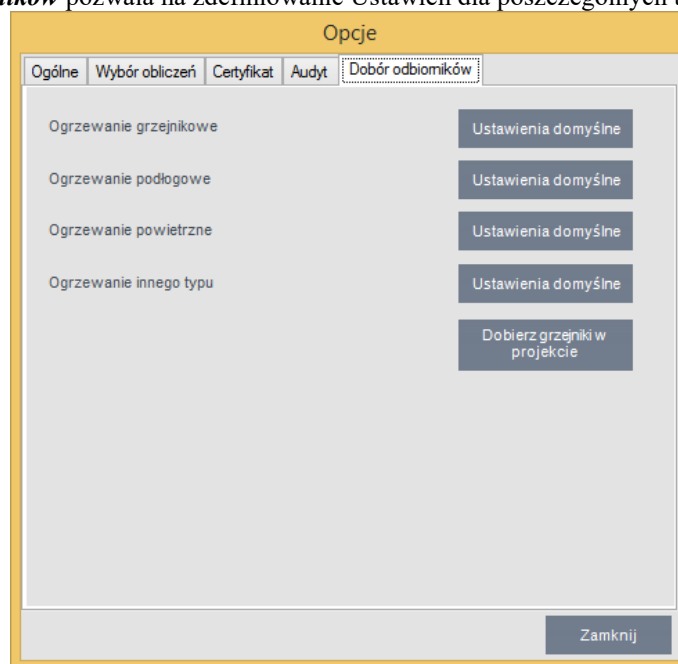 pozwala na zdefiniowanie Ustawień dla poszczególnych
Opcje
Ogólne Wybór obliczeń Certyfikat Audyt Dobór odbiorników
Ogrzewanie grzejnikowe Ustawienia domyślne
Ogrzewanie podłogowe Ustawienia domyślne
Ogrzewanie powietrzne Ustawienia domyślne
Ogrzewanie innego typu Ustawienia domyślne
Dobierz grzejniki w
projekcie
Zamknij